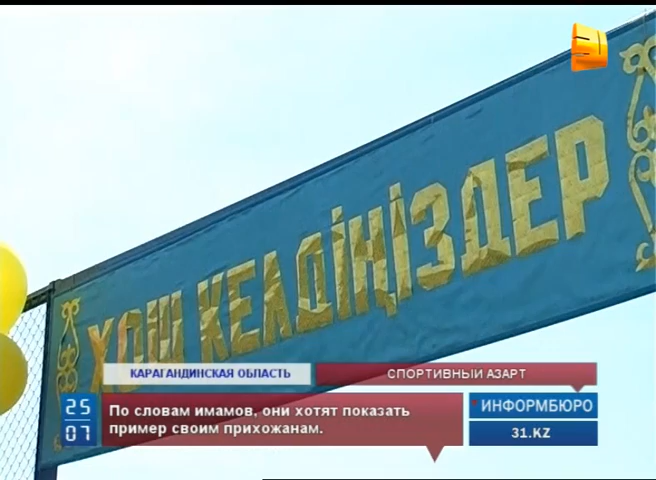 31
ХОШ КЕЛДІҢІЗДЕР
КАРАГАНДИНСКАЯ ОБЛАСТЬ
СПОРТИВНЫЙ АЗАРТ
25
07
По словам имамов, они хотят показать
пример своим прихожанам.
ИНФОРМБЮРО
31.KZ